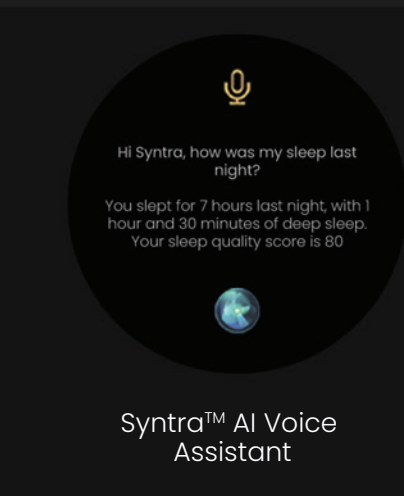 Hi Syntra, how was my sleep last
night?
You slept for 7 hours last night, with 1
hour and 30 minutes of deep sleep.
Your sleep quality score is 80
Syntra™ AI Voice
Assistant